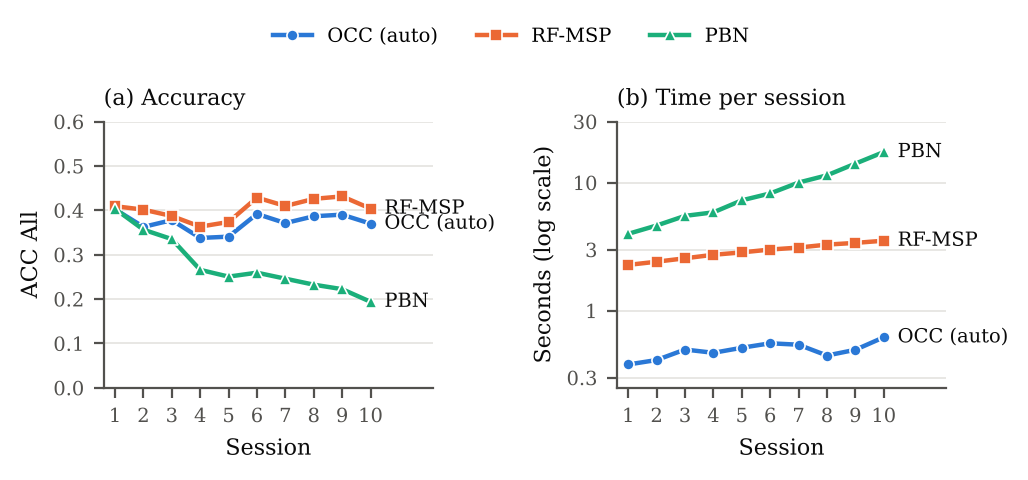 OCC (auto) RF-MSP PBN
(a) Accuracy
ACC All
0.6
0.5
0.4
0.3
0.2
0.1
0.0
RF-MSP
OCC (auto)
PBN
1 2 3 4 5 6 7 8 9 10
Session
(b) Time per session
Seconds (log scale)
30
10
3
1
0.3
PBN
RF-MSP
OCC (auto)
1 2 3 4 5 6 7 8 9 10
Session